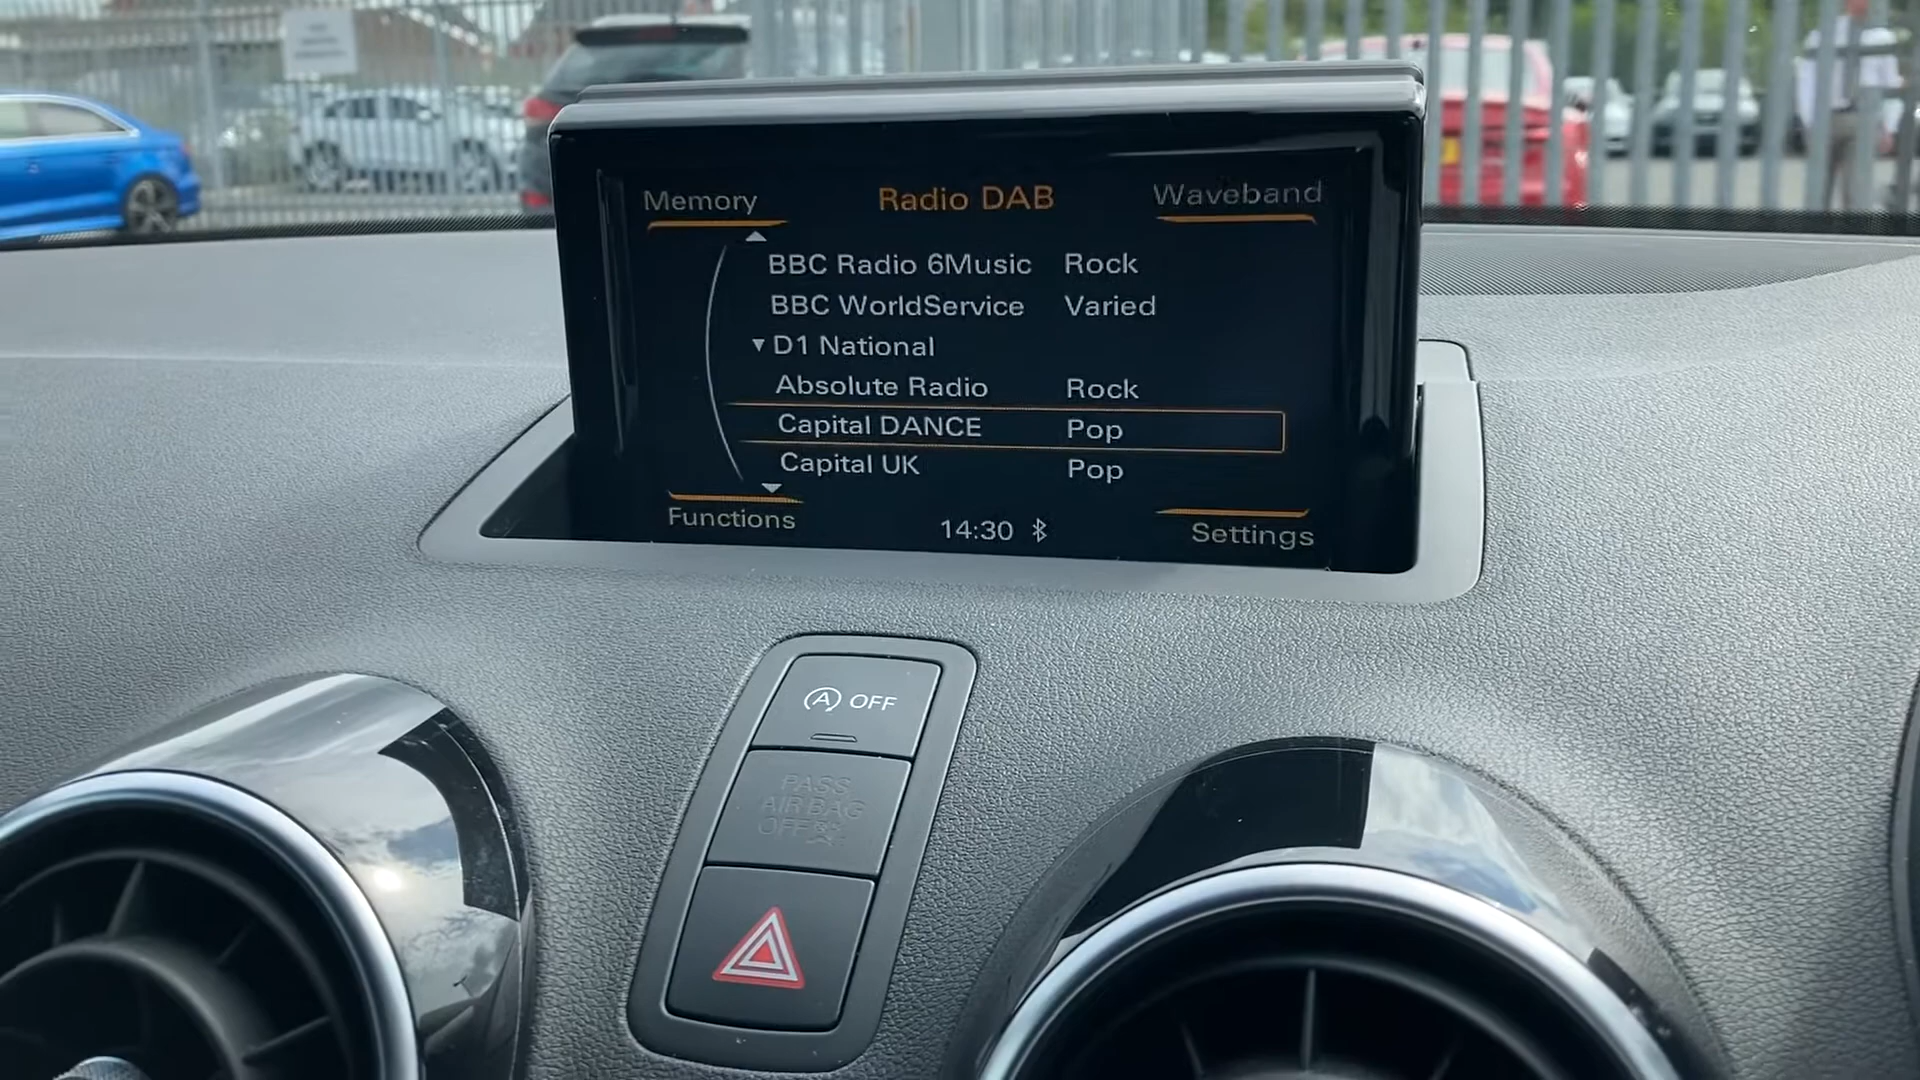 Memory Radio DAB Waveband
BBC Radio 6Music Rock
BBC WorldService Varied
▼ D1 National
Absolute Radio Rock
Capital DANCE Pop
Capital UK Pop
Functions 14:30 Settings
A OFF
PASS
AIR BAG
OFF